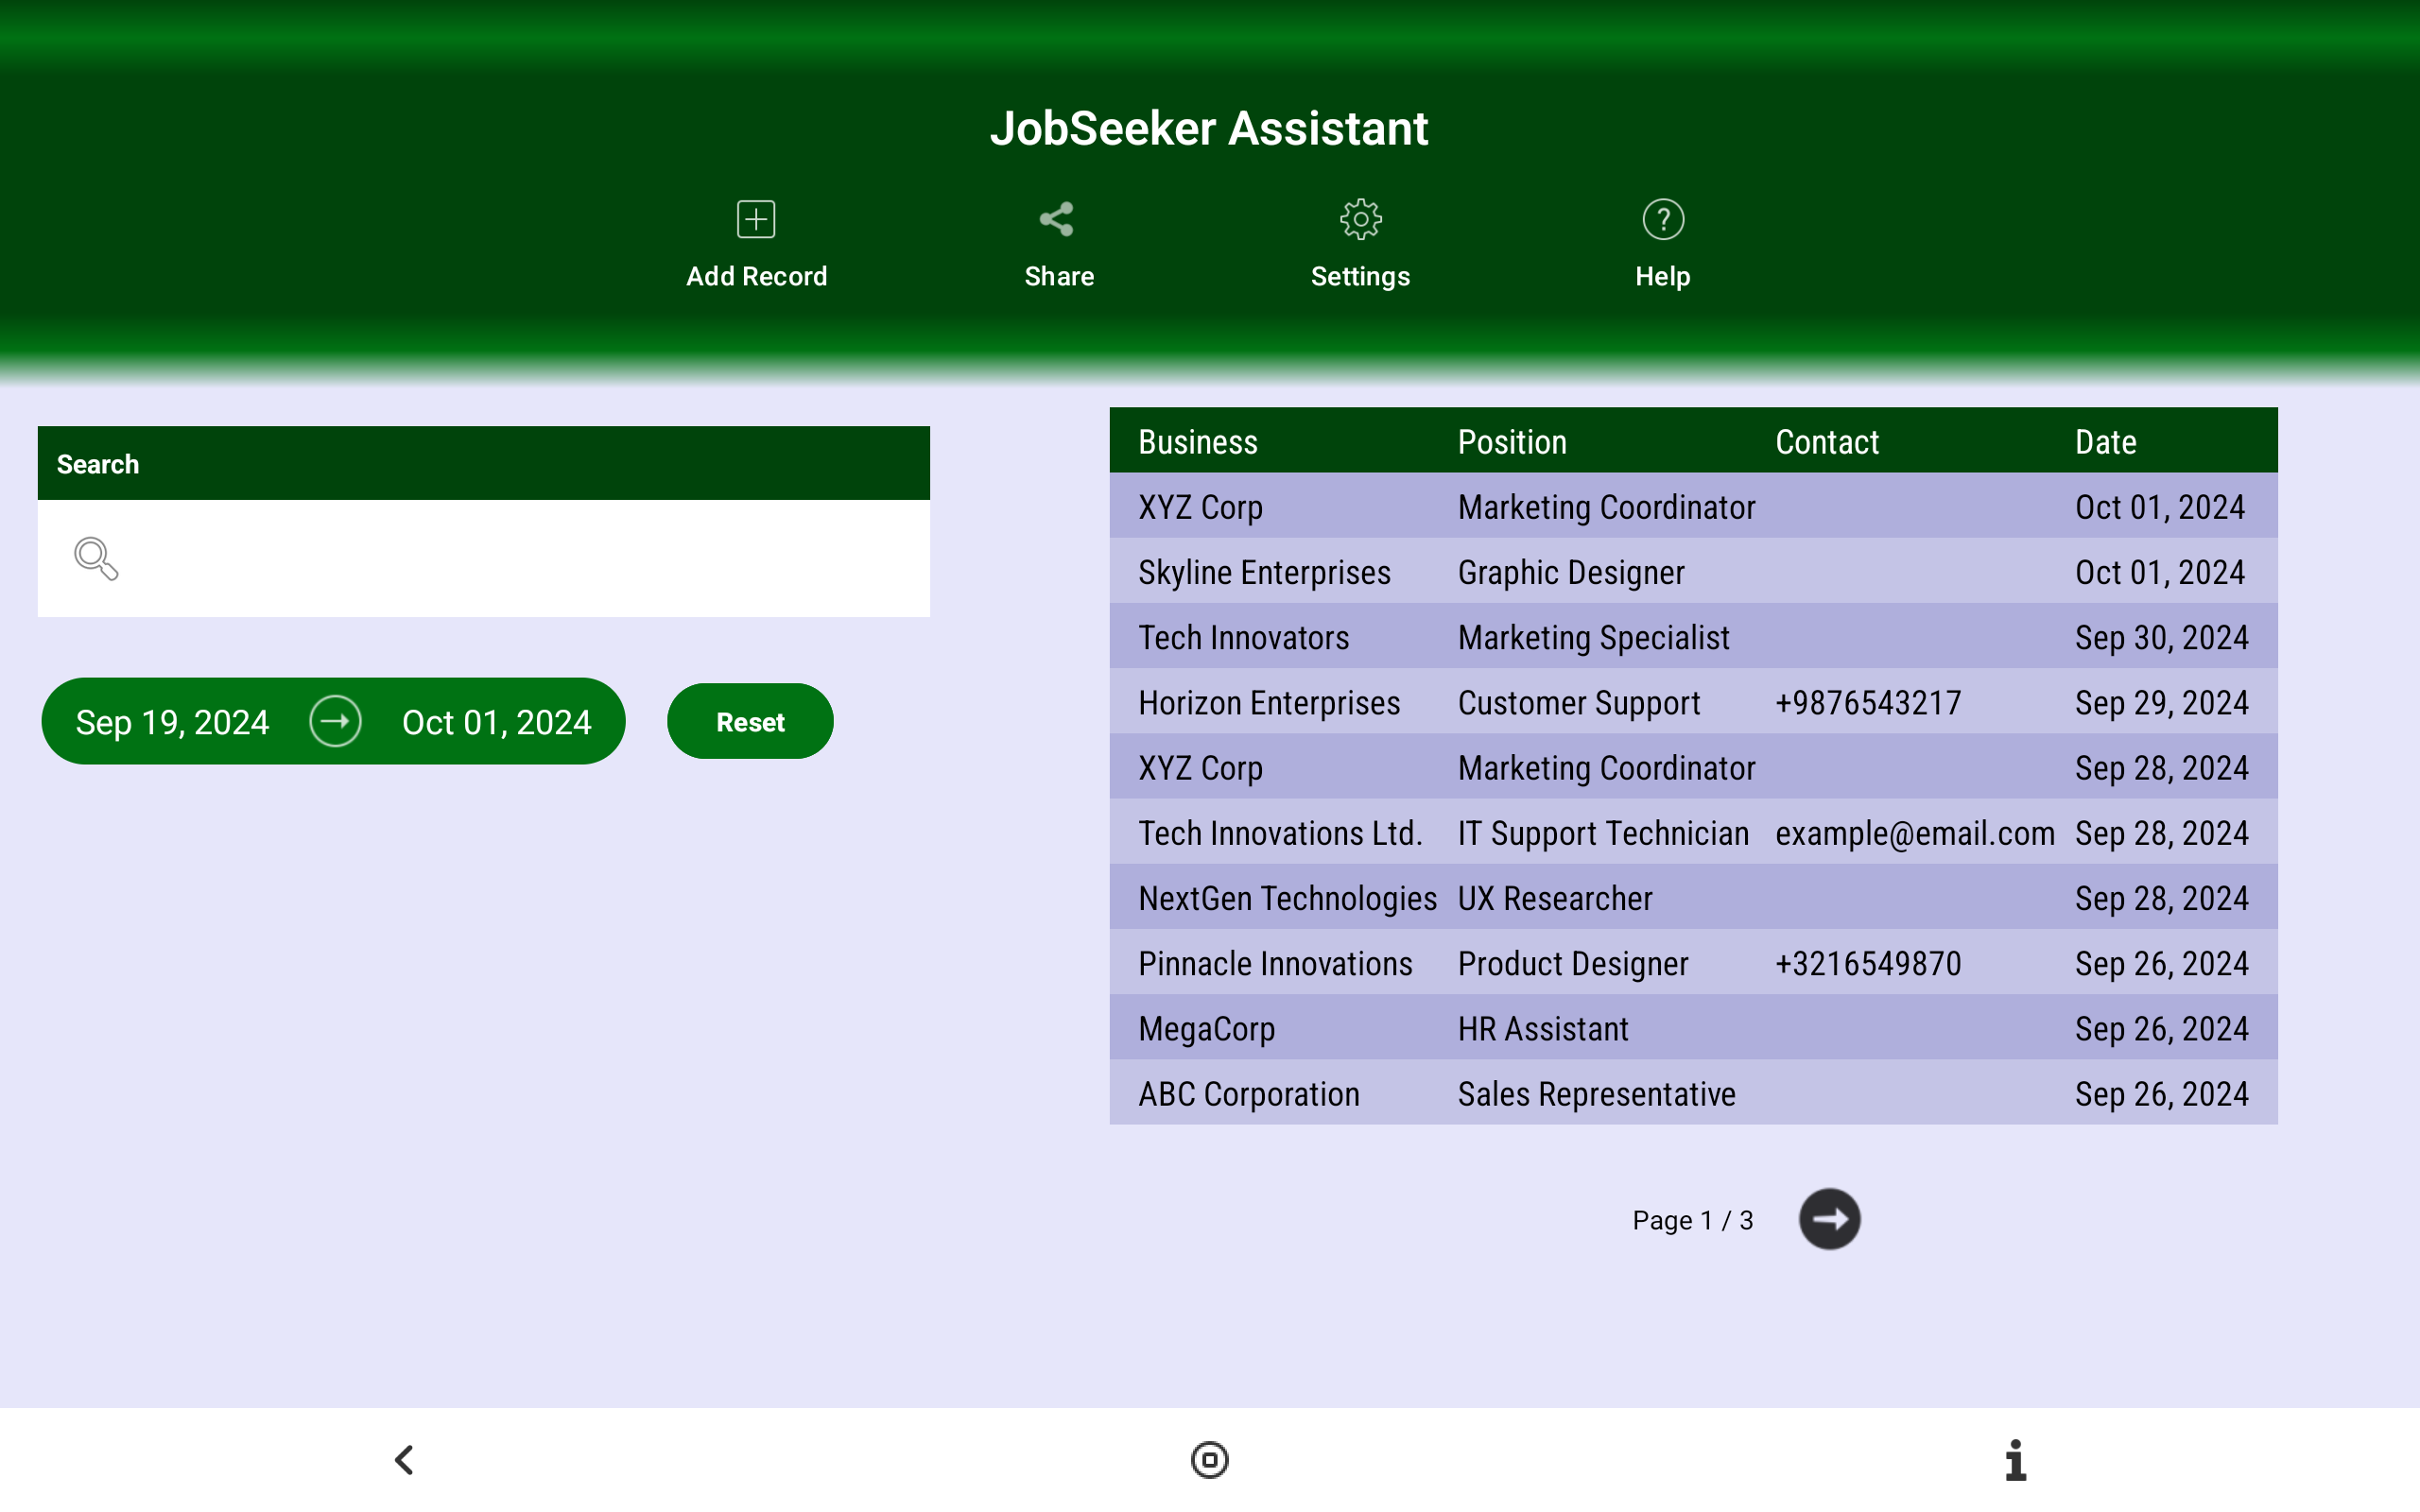 JobSeeker Assistant
Add Record Share Settings Help
Search
Sep 19, 2024 Oct 01, 2024 Reset
Business Position Contact Date
XYZ Corp Marketing Coordinator Oct 01, 2024
Skyline Enterprises Graphic Designer Oct 01, 2024
Tech Innovators Marketing Specialist Sep 30, 2024
Horizon Enterprises Customer Support +9876543217 Sep 29, 2024
XYZ Corp Marketing Coordinator Sep 28, 2024
Tech Innovations Ltd. IT Support Technician example@email.com Sep 28, 2024
NextGen Technologies UX Researcher Sep 28, 2024
Pinnacle Innovations Product Designer +3216549870 Sep 26, 2024
MegaCorp HR Assistant Sep 26, 2024
ABC Corporation Sales Representative Sep 26, 2024
Page 1 / 3